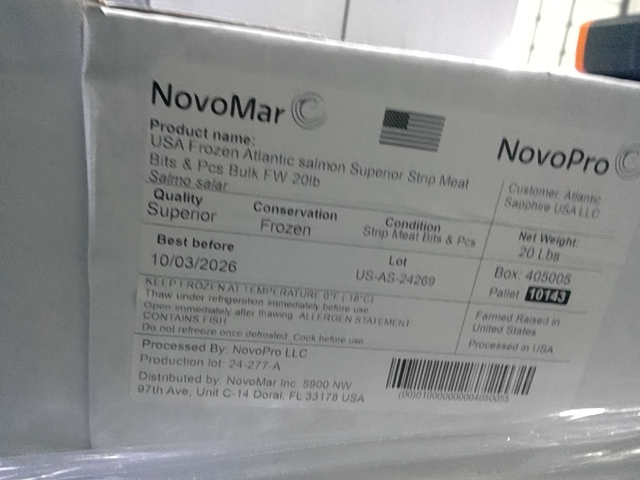 NovoMar
Product name:
USA Frozen Atlantic salmon Superior Strip Meat
Bits & Pcs Bulk FW 20lb
Salmo salar
Quality
Superior
Conservation
Frozen
Condition
Strip Meat Bits & Pcs
Best before
10/03/2026
Lot
US-AS-24269
KEEP FROZEN AT TEMPERATURE 0°F (-18°C)
Thaw under refrigeration immediately before use.
Open immediately after thawing. ALLERGEN STATEMENT
CONTAINS FISH
Do not refreeze once defrosted. Cook before use.
Processed By: NovoPro LLC
Production lot: 24-277-A
Distributed by: NovoMar Inc. 5900 NW
97th Ave, Unit C-14 Doral, FL 33178 USA
NovoPro
Customer: Atlantic
Sapphire USA LLC
Net Weight:
20 Lbs
Box: 405005
Pallet: 10143
Farmed Raised in
United States
Processed in USA